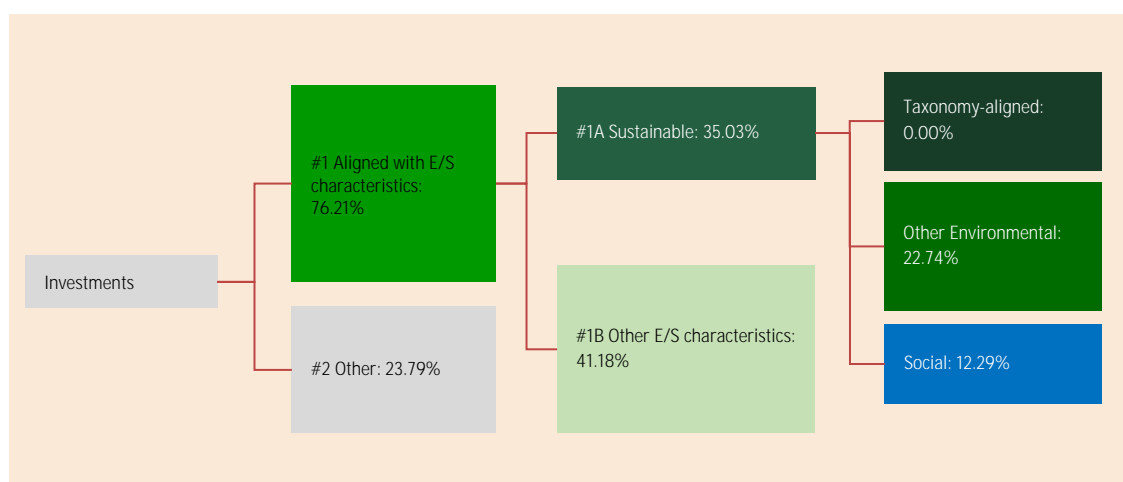 Investments
#1 Aligned with E/S
characteristics:
76.21%
#2 Other: 23.79%
#1A Sustainable: 35.03%
#1B Other E/S characteristics:
41.18%
Taxonomy-aligned:
0.00%
Other Environmental:
22.74%
Social: 12.29%